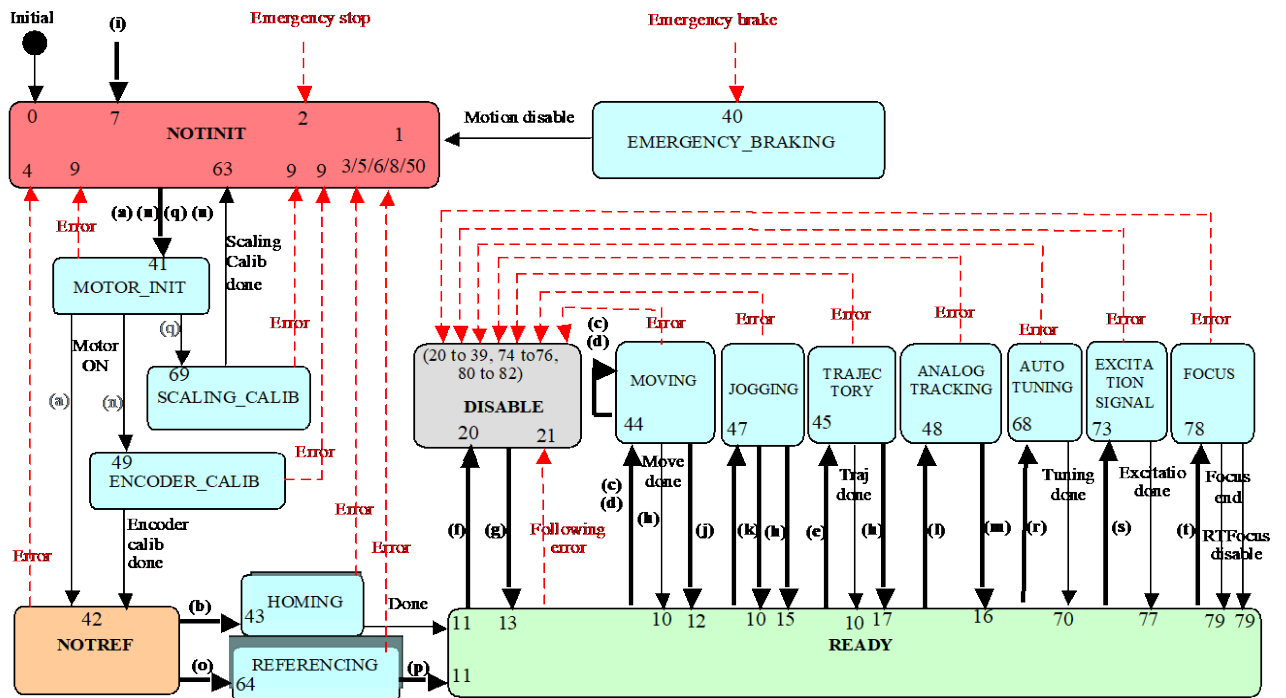 Initial
(i)
Emergency stop
Emergency brake
0
7
2
1
NOTINIT
4
9
63
9
9
3/5/6/8/50
Motion disable
40
EMERGENCY_BRAKING
Error
(a) (n) (q) (n)
Scaling
Calib
done
41
MOTOR_INIT
Motor
ON
(q)
(a)
(n)
69
SCALING_CALIB
Error
Error
49
ENCODER_CALIB
Encoder
calib
done
Error
Error
Error
(20 to 39, 74 to76,
80 to 82)
DISABLE
20
21
(c)
(d)
Error
Error
Error
Error
Error
Error
Error
MOVING
44
JOGGING
47
TRAJEC
TORY
45
ANALOG
TRACKING
48
AUTO
TUNING
68
EXCITA
TION
SIGNAL
73
FOCUS
78
(f)
(g)
Following
error
(c)
(d)
Move
done
(h)
(j)
(k)
(h)
(e)
Traj
done
(h)
(l)
(m)
(r)
Tuning
done
(s)
Excitatio
done
(t)
Focus
end
RTFocus
disable
42
NOTREF
(b)
(o)
43
HOMING
Done
REFERENCING
64
(p)
11
13
10
12
10
15
10
17
16
70
77
79
79
READY
11